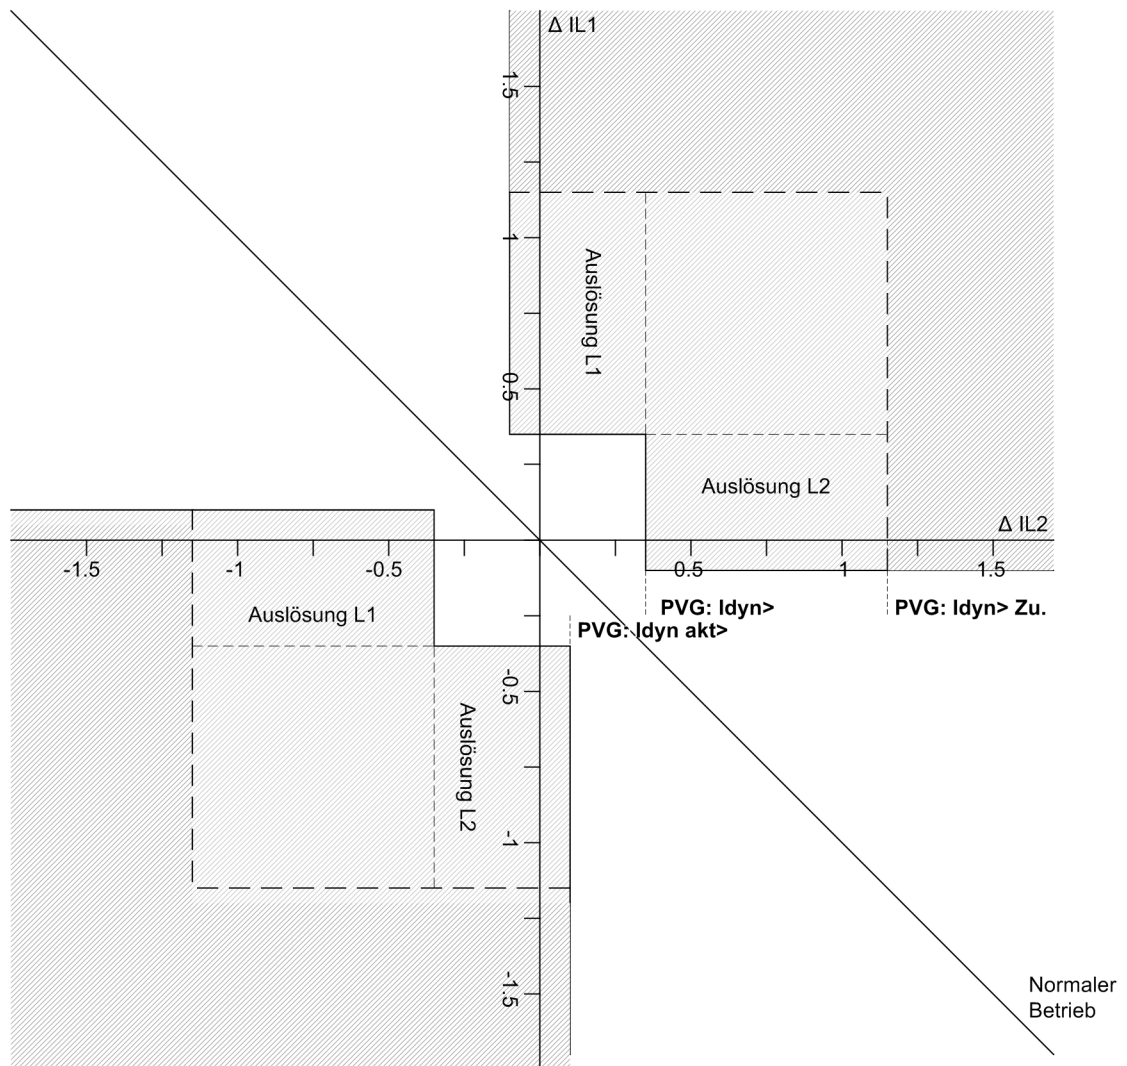 Δ IL1
1.5
1
Auslösung L1
0.5
Auslösung L2
Δ IL2
-1.5
-1
-0.5
0.5
1
1.5
Auslösung L1
PVG: Idyn>
PVG: Idyn> Zu.
PVG: Idyn akt>
-0.5
Auslösung L2
-1
-1.5
Normaler
Betrieb